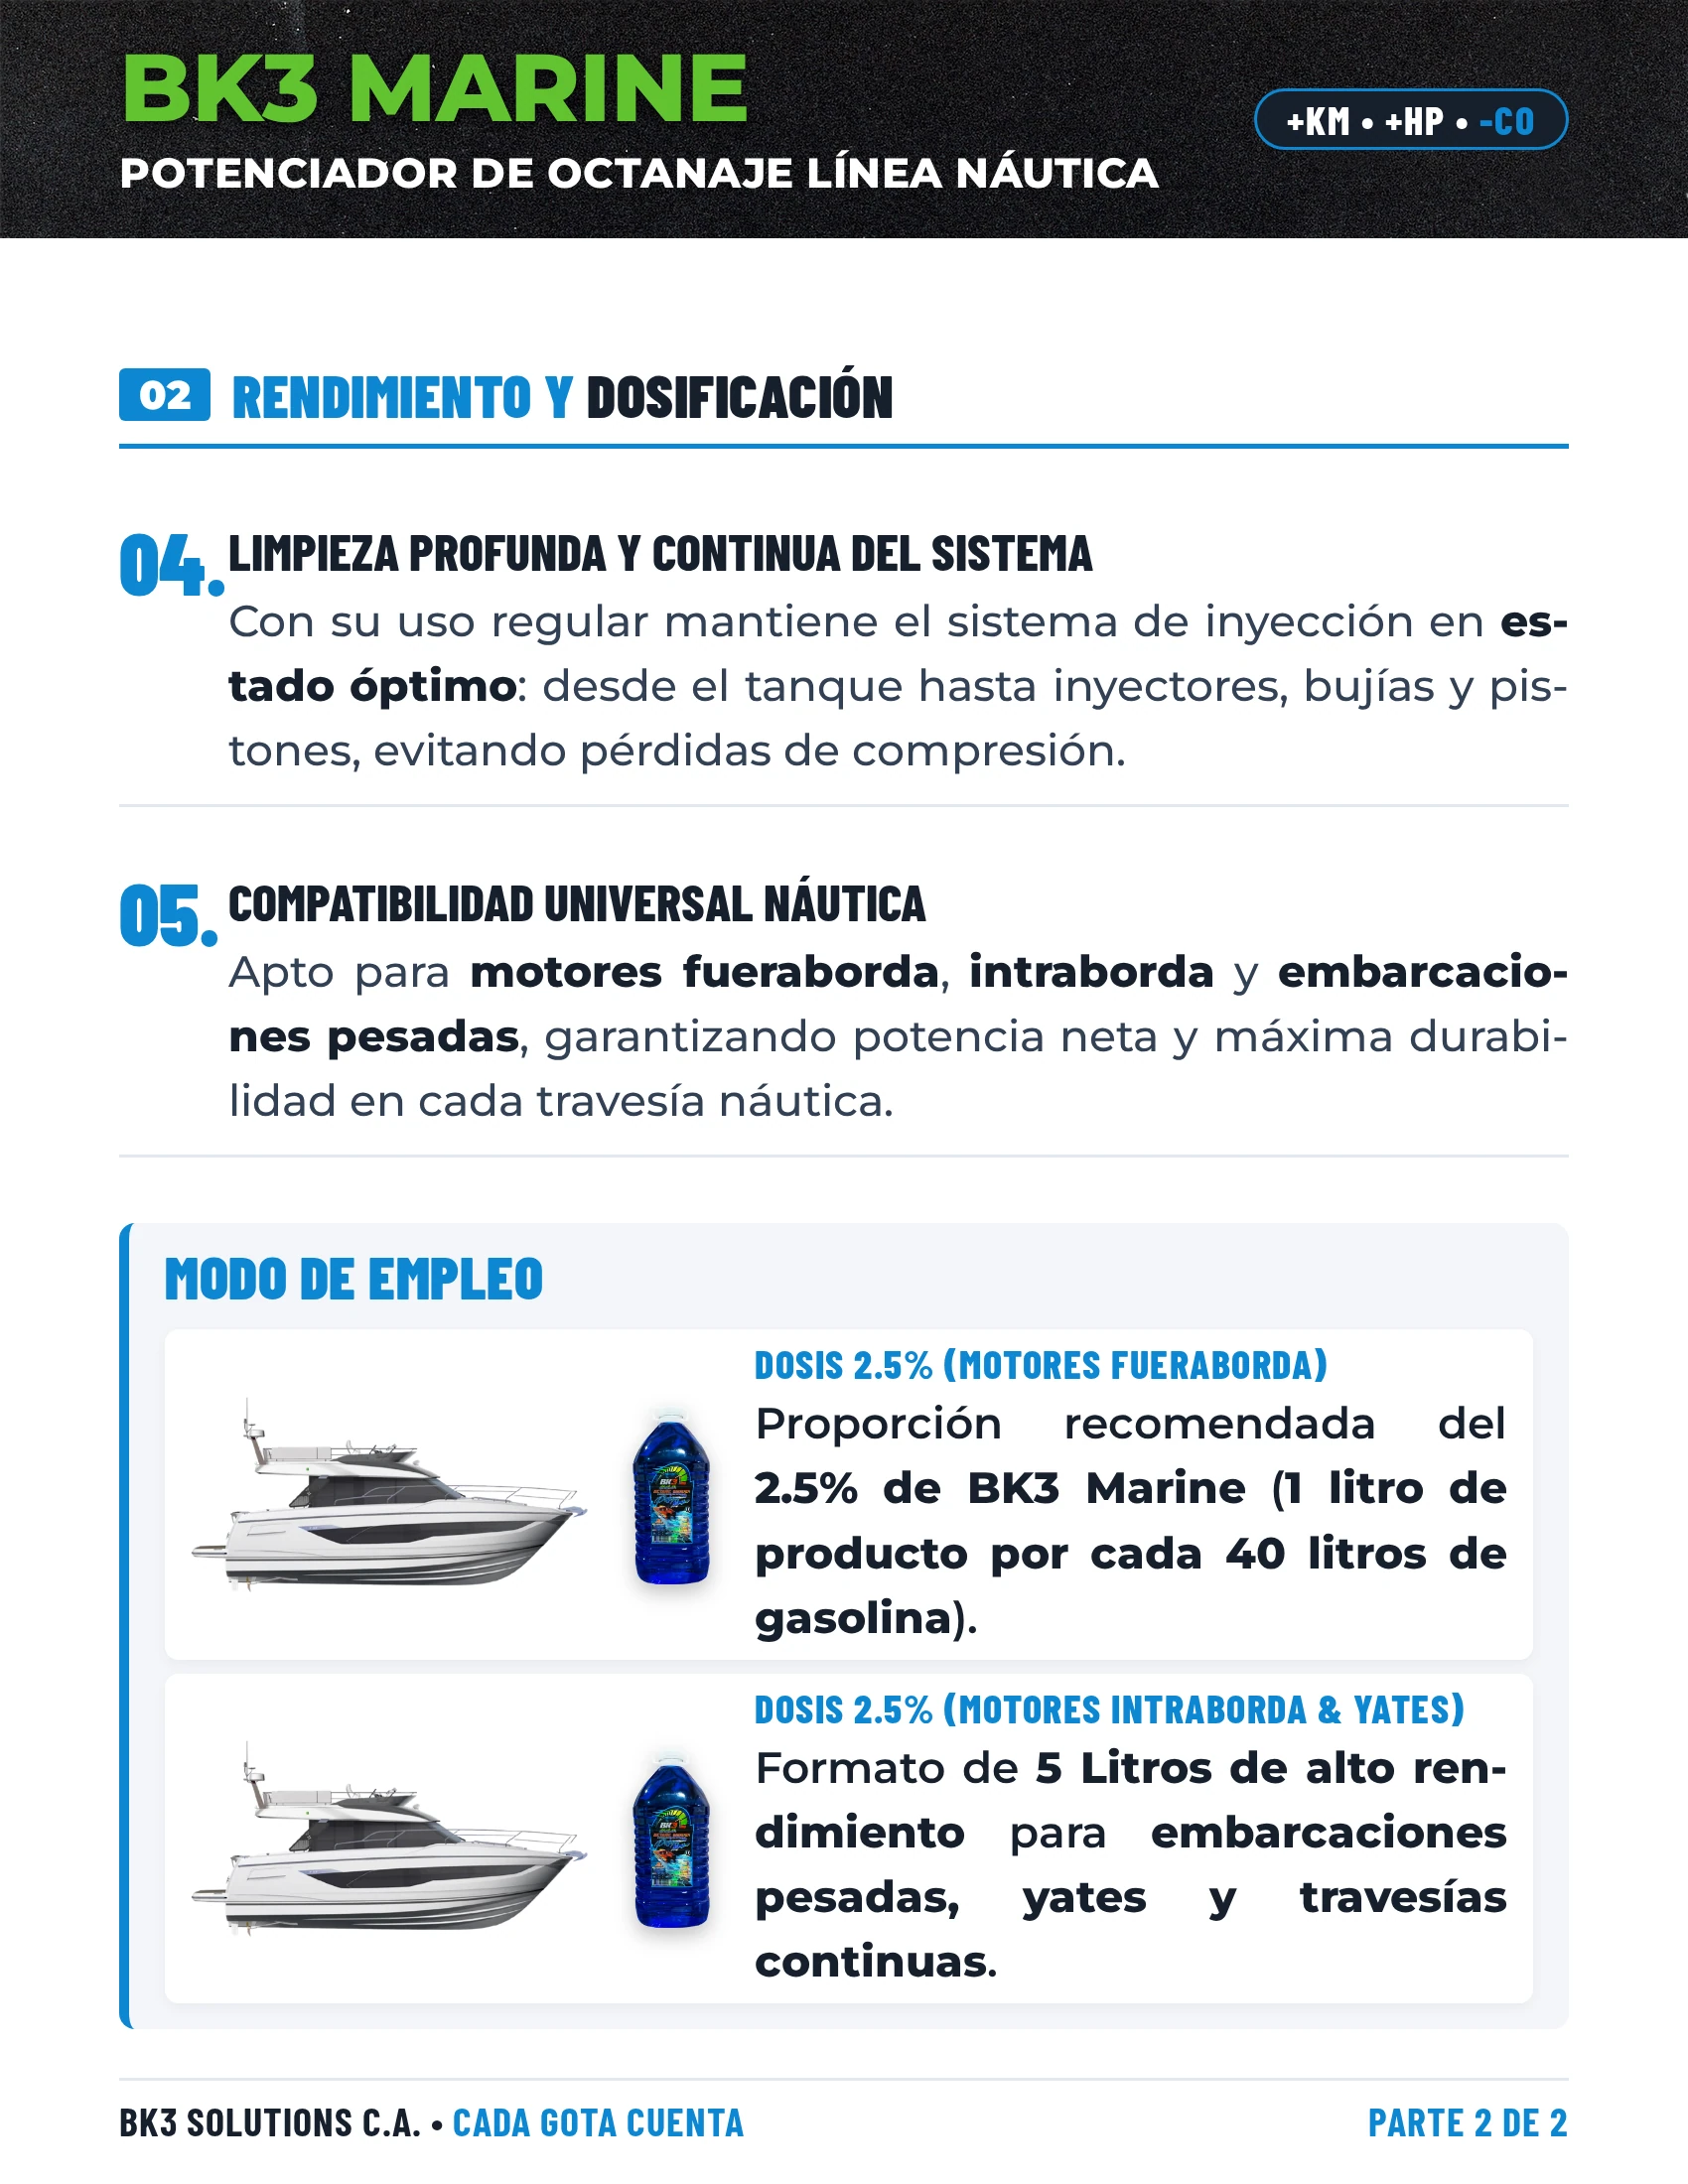 BK3 MARINE
POTENCIADOR DE OCTANAJE LÍNEA NÁUTICA
+KM • +HP • -CO
02 RENDIMIENTO Y DOSIFICACIÓN
04. LIMPIEZA PROFUNDA Y CONTINUA DEL SISTEMA
Con su uso regular mantiene el sistema de inyección en es-
tado óptimo: desde el tanque hasta inyectores, bujías y pis-
tones, evitando pérdidas de compresión.
05. COMPATIBILIDAD UNIVERSAL NÁUTICA
Apto para motores fueraborda, intraborda y embarcacio-
nes pesadas, garantizando potencia neta y máxima durabi-
lidad en cada travesía náutica.
MODO DE EMPLEO
DOSIS 2.5% (MOTORES FUERABORDA)
Proporción recomendada del
2.5% de BK3 Marine (1 litro de
producto por cada 40 litros de
gasolina).
BK3
DOSIS 2.5% (MOTORES INTRABORDA & YATES)
Formato de 5 Litros de alto ren-
dimiento para embarcaciones
pesadas, yates y travesías
continuas.
BK3
BK3 SOLUTIONS C.A. • CADA GOTA CUENTA
PARTE 2 DE 2